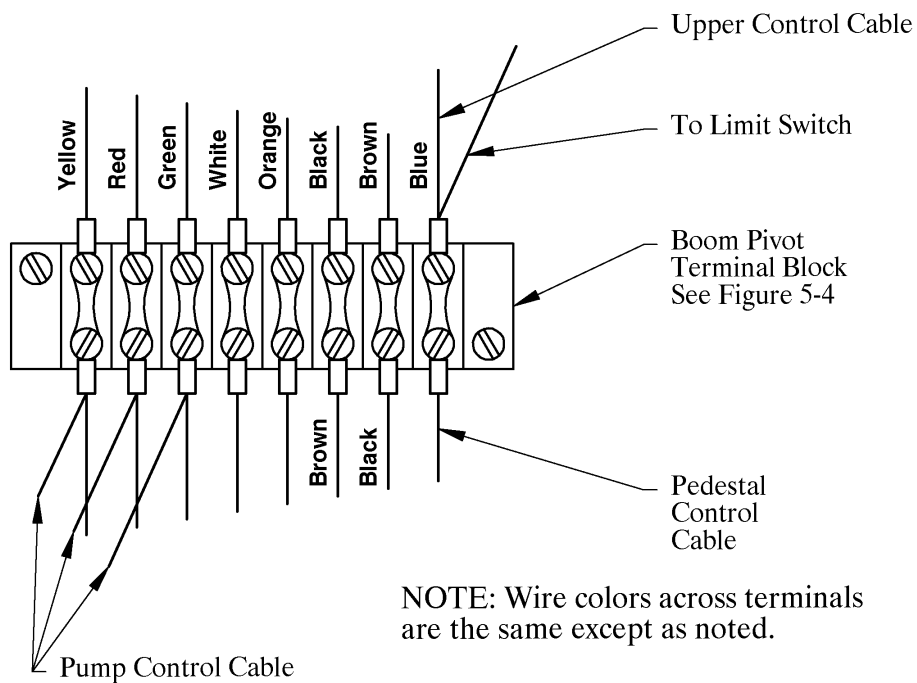 Upper Control Cable
To Limit Switch
Yellow
Red
Green
White
Orange
Black
Brown
Blue
Boom Pivot
Terminal Block
See Figure 5-4
Brown
Black
Pedestal
Control
Cable
NOTE: Wire colors across terminals
are the same except as noted.
Pump Control Cable